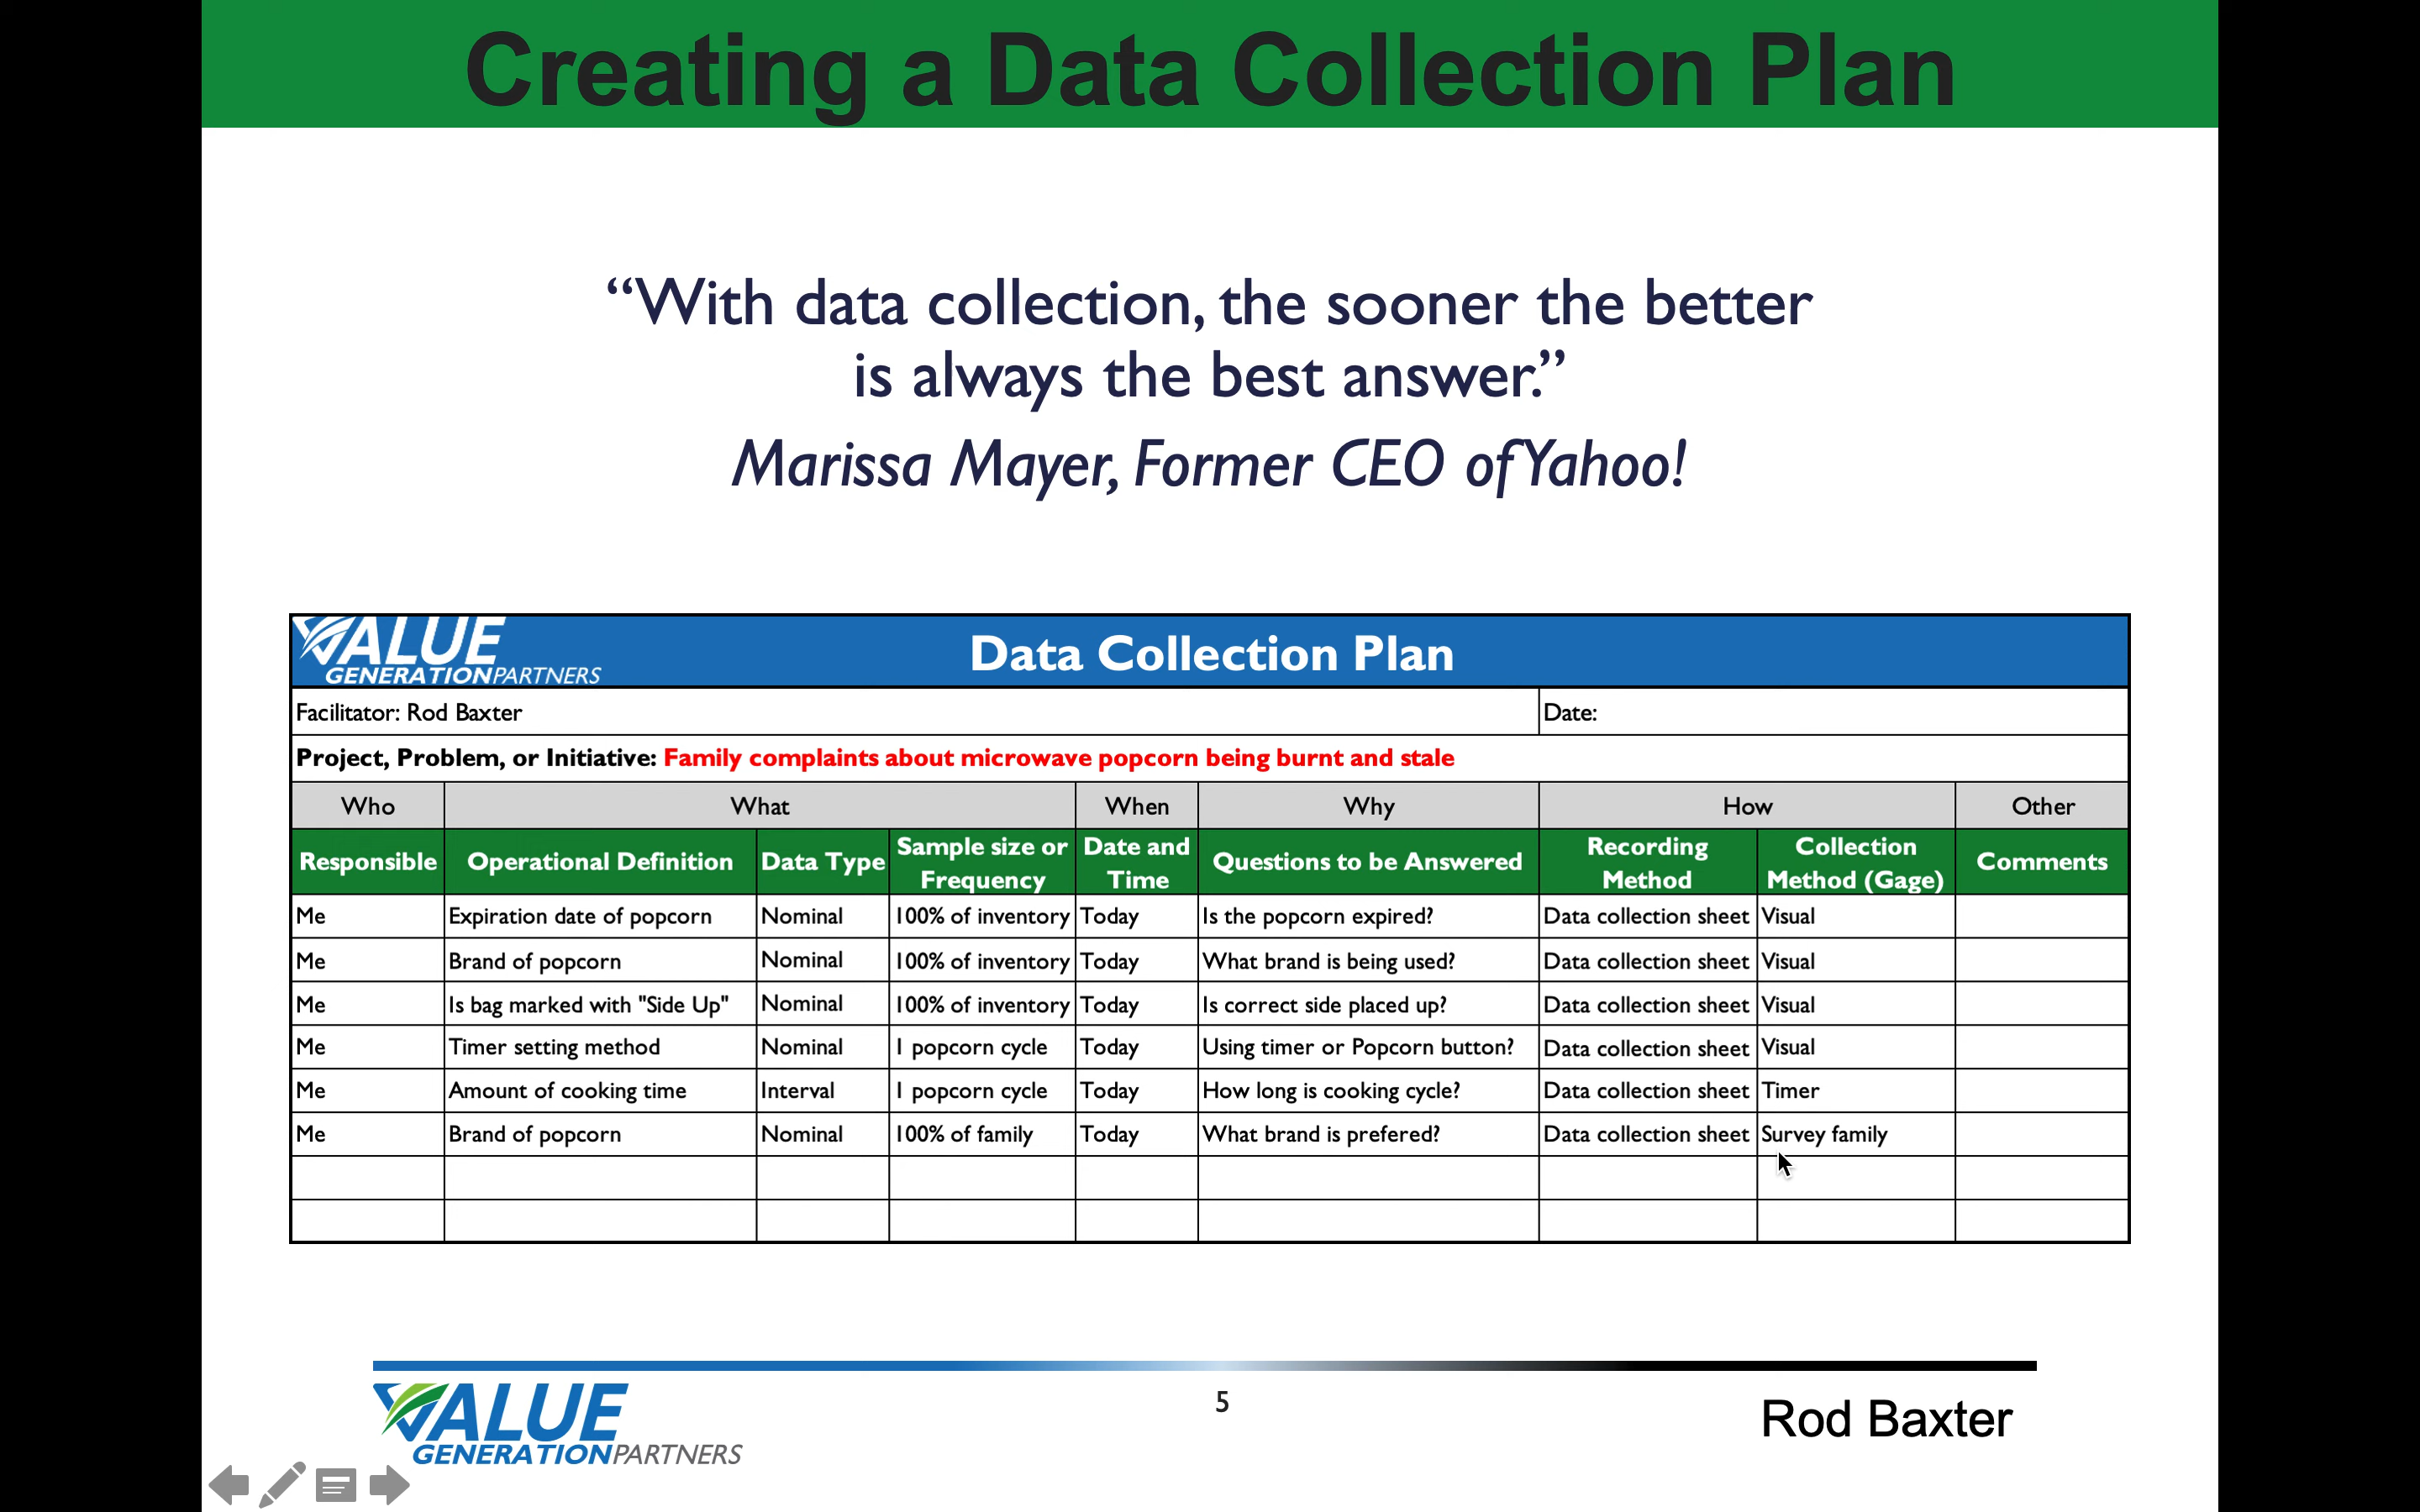 Creating a Data Collection Plan
“With data collection, the sooner the better
is always the best answer.”
Marissa Mayer, Former CEO of Yahoo!
VALUE
GENERATIONPARTNERS
Data Collection Plan
Facilitator: Rod Baxter Date:
Project, Problem, or Initiative: Family complaints about microwave popcorn being burnt and stale
Who What When Why How Other
Responsible Operational Definition Data Type Sample size or Frequency Date and Time Questions to be Answered Recording Method Collection Method (Gage) Comments
Me Expiration date of popcorn Nominal 100% of inventory Today Is the popcorn expired? Data collection sheet Visual
Me Brand of popcorn Nominal 100% of inventory Today What brand is being used? Data collection sheet Visual
Me Is bag marked with "Side Up" Nominal 100% of inventory Today Is correct side placed up? Data collection sheet Visual
Me Timer setting method Nominal 1 popcorn cycle Today Using timer or Popcorn button? Data collection sheet Visual
Me Amount of cooking time Interval 1 popcorn cycle Today How long is cooking cycle? Data collection sheet Timer
Me Brand of popcorn Nominal 100% of family Today What brand is prefered? Data collection sheet Survey family
VALUE
GENERATIONPARTNERS
5
Rod Baxter